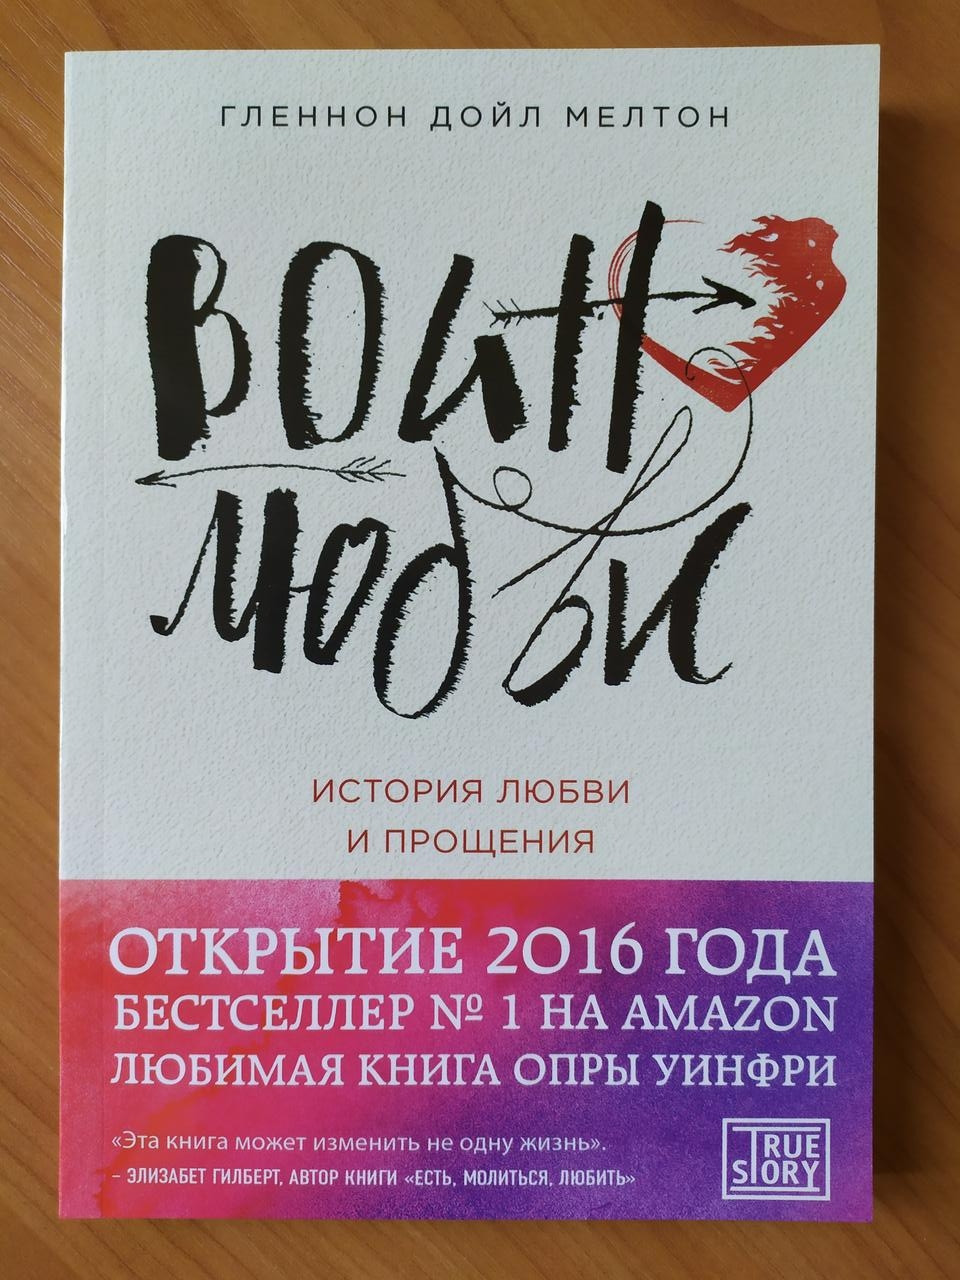 ГЛЕННОН ДОЙЛ МЕЛТОН
ВОИН
ЛЮБВИ
ИСТОРИЯ ЛЮБВИ
И ПРОЩЕНИЯ
ОТКРЫТИЕ 2016 ГОДА
БЕСТСЕЛЛЕР № 1 НА AMAZON
ЛЮБИМАЯ КНИГА ОПРЫ УИНФРИ
«Эта книга может изменить не одну жизнь».
– ЭЛИЗАБЕТ ГИЛБЕРТ, АВТОР КНИГИ «ЕСТЬ, МОЛИТЬСЯ, ЛЮБИТЬ»
TRUE
STORY